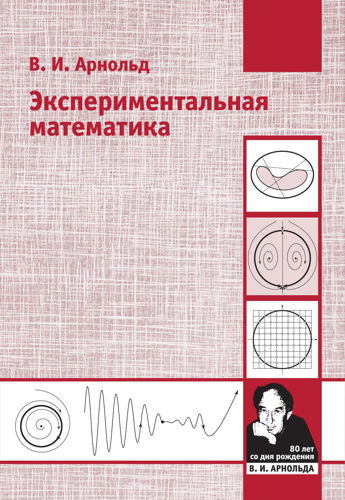 В. И. Арнольд
Экспериментальная
математика
80 лет
со дня рождения
В. И. АРНОЛЬДА